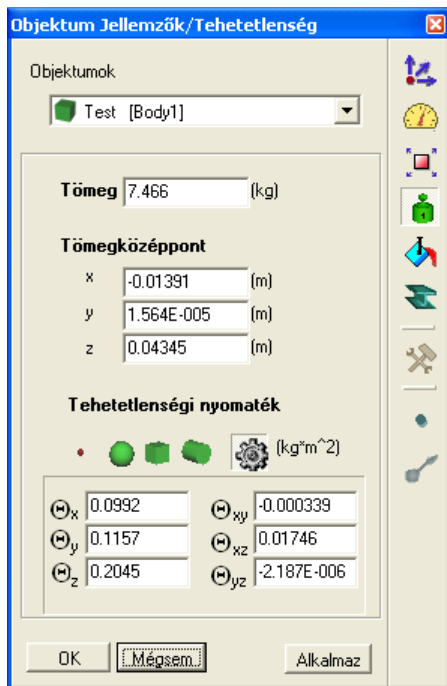 Objektum Jellemzők/Tehetetlenség
Objektumok
Test [Body1]
Tömeg 7.466 (kg)
Tömegközéppont
x -0.01391 (m)
y 1.564E-005 (m)
z 0.04345 (m)
Tehetetlenségi nyomaték
(kg*m^2)
Θx 0.0992 Θxy -0.000339
Θy 0.1157 Θxz 0.01746
Θz 0.2045 Θyz -2.187E-006
OK Mégsem Alkalmaz